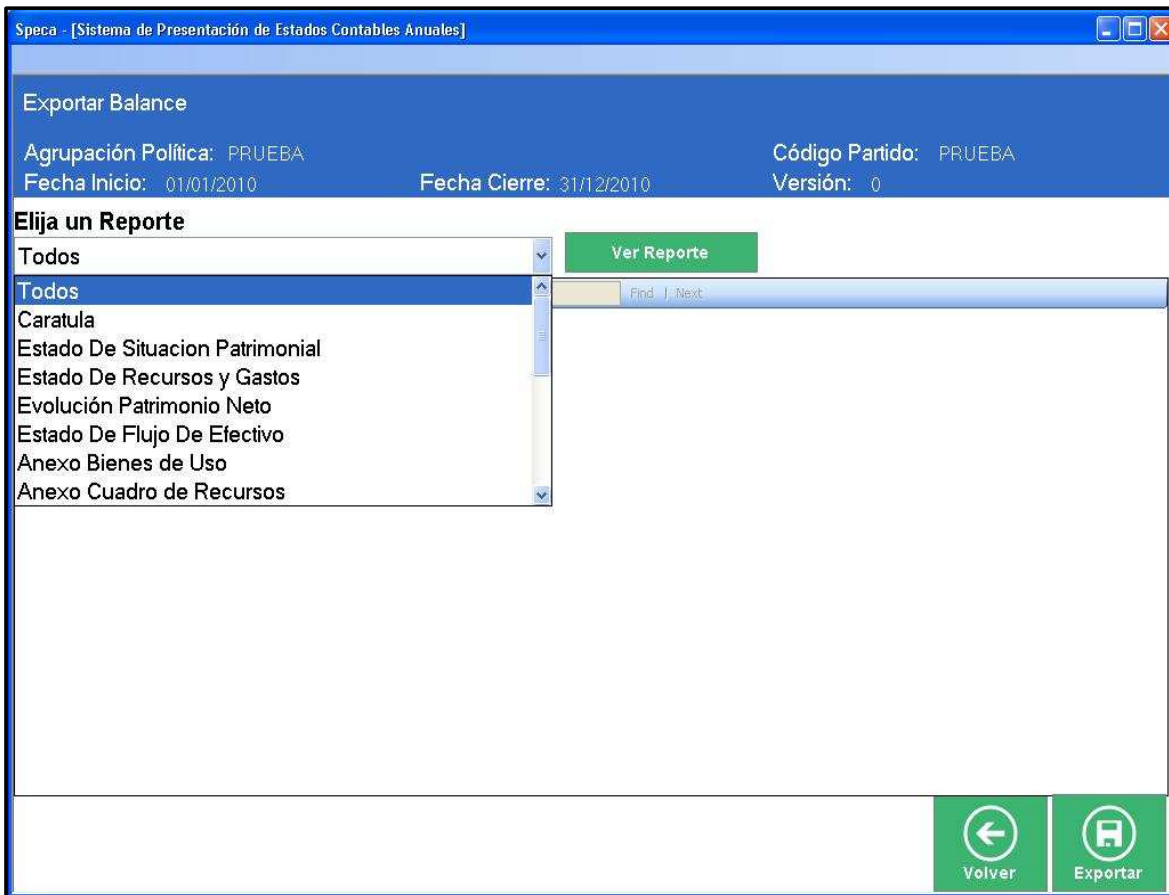 Speca - [Sistema de Presentación de Estados Contables Anuales]
Exportar Balance
Agrupación Política: PRUEBA Código Partido: PRUEBA
Fecha Inicio: 01/01/2010 Fecha Cierre: 31/12/2010 Versión: 0
Elija un Reporte
Todos Ver Reporte
Todos Find | Next
Caratula
Estado De Situacion Patrimonial
Estado De Recursos y Gastos
Evolución Patrimonio Neto
Estado De Flujo De Efectivo
Anexo Bienes de Uso
Anexo Cuadro de Recursos
Volver Exportar